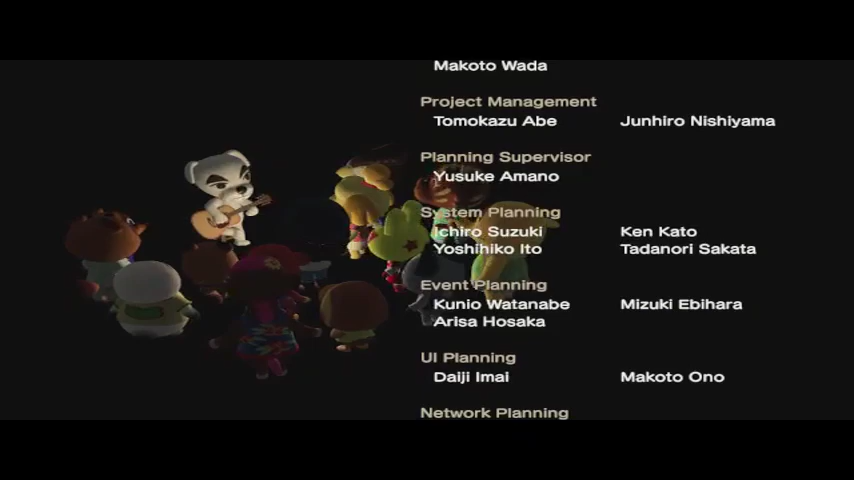 Makoto Wada
Project Management
Tomokazu Abe Junhiro Nishiyama
Planning Supervisor
Yusuke Amano
System Planning
Ichiro Suzuki Ken Kato
Yoshihiko Ito Tadanori Sakata
Event Planning
Kunio Watanabe Mizuki Ebihara
Arisa Hosaka
UI Planning
Daiji Imai Makoto Ono
Network Planning